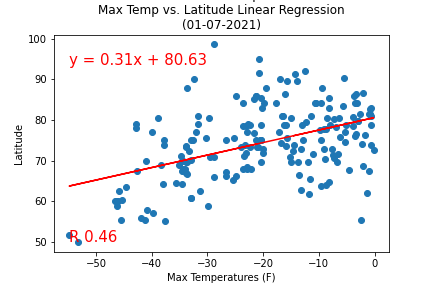 Max Temp vs. Latitude Linear Regression
(01-07-2021)
y = 0.31x + 80.63
R 0.46
Latitude
100
90
80
70
60
50
−50
−40
−30
−20
−10
0
Max Temperatures (F)